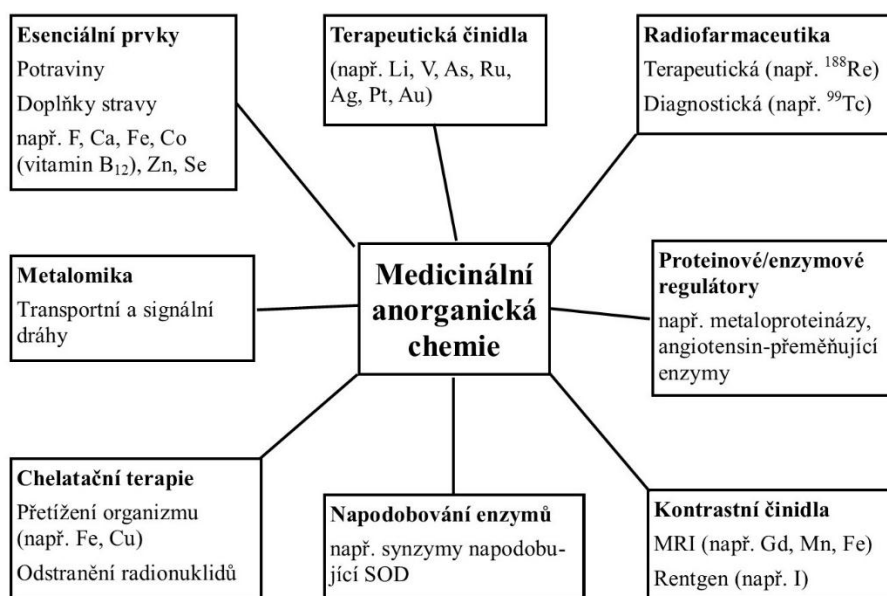 Esenciální prvky
Potraviny
Doplňky stravy
např. F, Ca, Fe, Co
(vitamin B₁₂), Zn, Se
Terapeutická činidla
(např. Li, V, As, Ru,
Ag, Pt, Au)
Radiofarmaceutika
Terapeutická (např. ¹⁸⁸Re)
Diagnostická (např. ⁹⁹Tc)
Metalomika
Transportní a signální
dráhy
Medicinální
anorganická
chemie
Proteinové/enzymové
regulátory
např. metaloproteinázy,
angiotensin-přeměňující
enzymy
Chelatační terapie
Přetížení organizmu
(např. Fe, Cu)
Odstranění radionuklidů
Napodobování enzymů
např. synzymy napodobu-
jící SOD
Kontrastní činidla
MRI (např. Gd, Mn, Fe)
Rentgen (např. I)